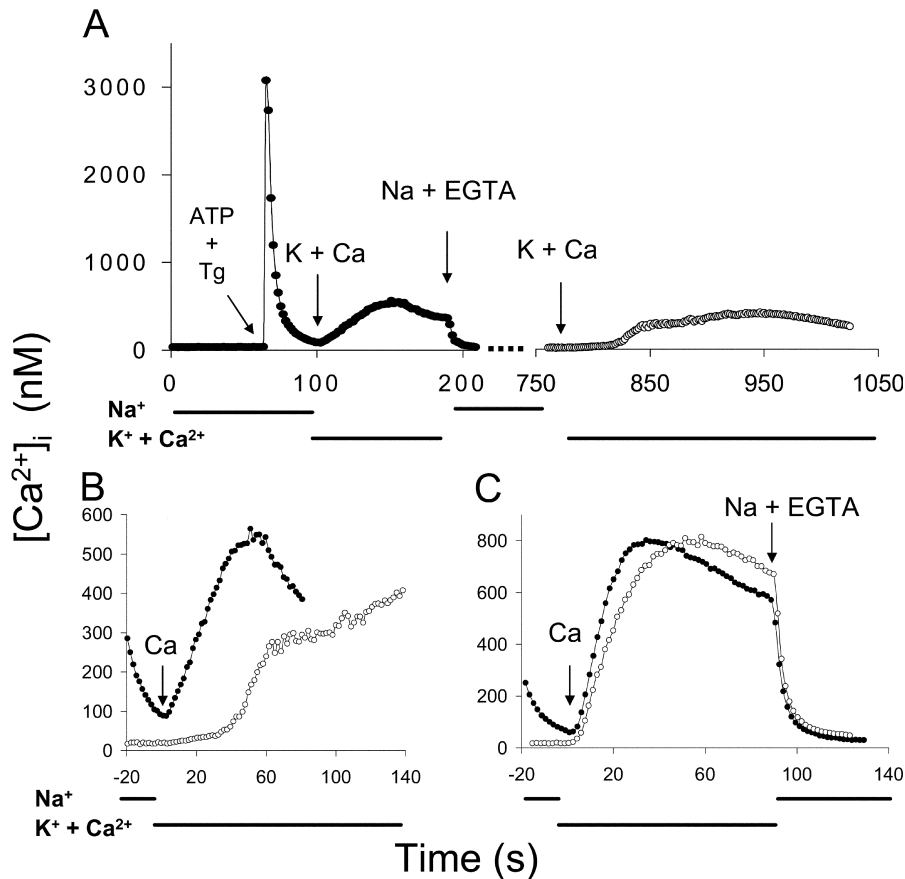 A
[Ca²⁺]ᵢ (nM)
3000
2000
1000
0
ATP
+
Tg
K + Ca
Na + EGTA
K + Ca
0 100 200 750 850 950 1050
Na⁺
K⁺ + Ca²⁺
B
600
500
400
300
200
100
0
Ca
-20 20 60 100 140
Na⁺
K⁺ + Ca²⁺
C
800
600
400
200
0
Ca
Na + EGTA
-20 20 60 100 140
Time (s)